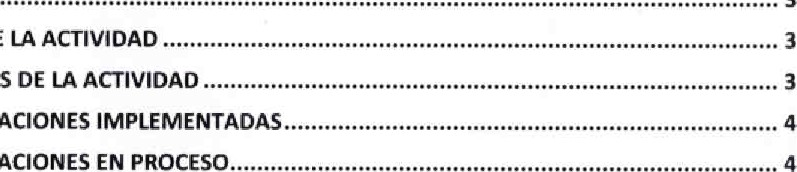 ........ 3
E LA ACTIVIDAD ........ 3
S DE LA ACTIVIDAD ........ 3
ACIONES IMPLEMENTADAS........ 4
ACIONES EN PROCESO........ 4